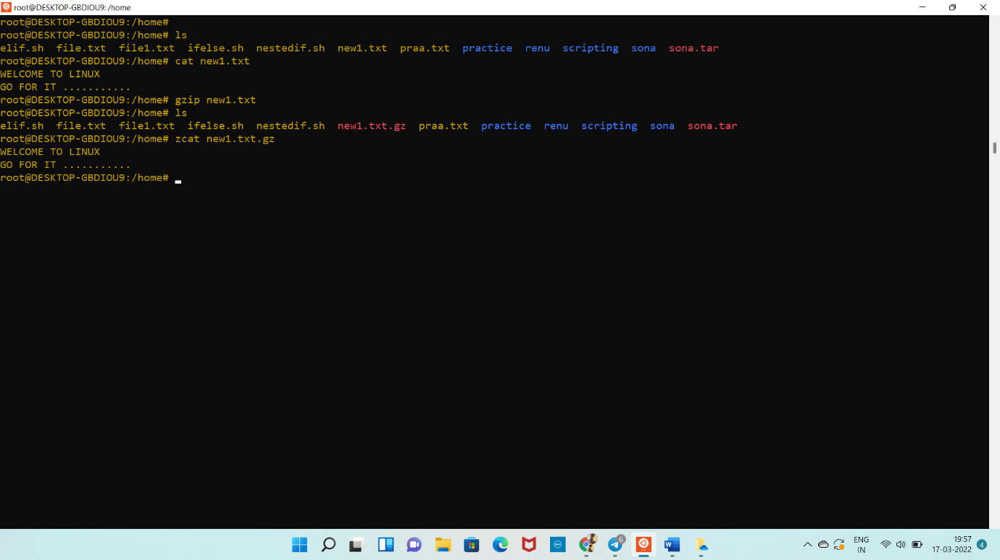 root@DESKTOP-GBDIOU9: /home
root@DESKTOP-GBDIOU9:/home#
root@DESKTOP-GBDIOU9:/home# ls
elif.sh file.txt file1.txt ifelse.sh nestedif.sh new1.txt praa.txt practice renu scripting sona sona.tar
root@DESKTOP-GBDIOU9:/home# cat new1.txt
WELCOME TO LINUX
GO FOR IT ...........
root@DESKTOP-GBDIOU9:/home# gzip new1.txt
root@DESKTOP-GBDIOU9:/home# ls
elif.sh file.txt file1.txt ifelse.sh nestedif.sh new1.txt.gz praa.txt practice renu scripting sona sona.tar
root@DESKTOP-GBDIOU9:/home# zcat new1.txt.gz
WELCOME TO LINUX
GO FOR IT ...........
root@DESKTOP-GBDIOU9:/home#
6
W
ENG
IN
19:57
17-03-2022
4